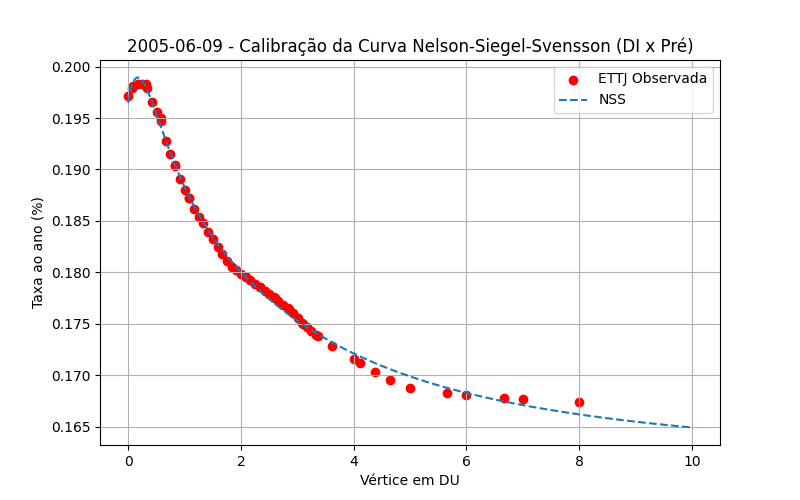 2005-06-09 - Calibração da Curva Nelson-Siegel-Svensson (DI x Pré)
ETTJ Observada
NSS
Taxa ao ano (%)
0.200
0.195
0.190
0.185
0.180
0.175
0.170
0.165
0
2
4
6
8
10
Vértice em DU